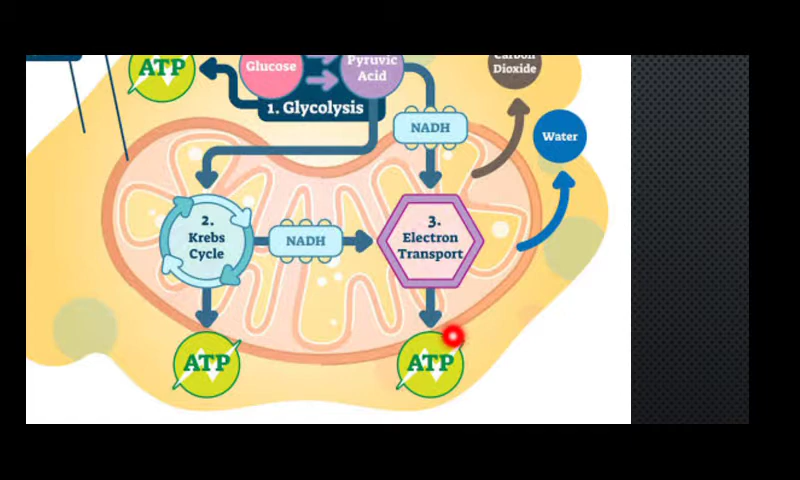 ATP
Glucose
Pyruvic
Acid
Carbon
Dioxide
1. Glycolysis
NADH
Water
2.
Krebs
Cycle
NADH
3.
Electron
Transport
ATP
ATP